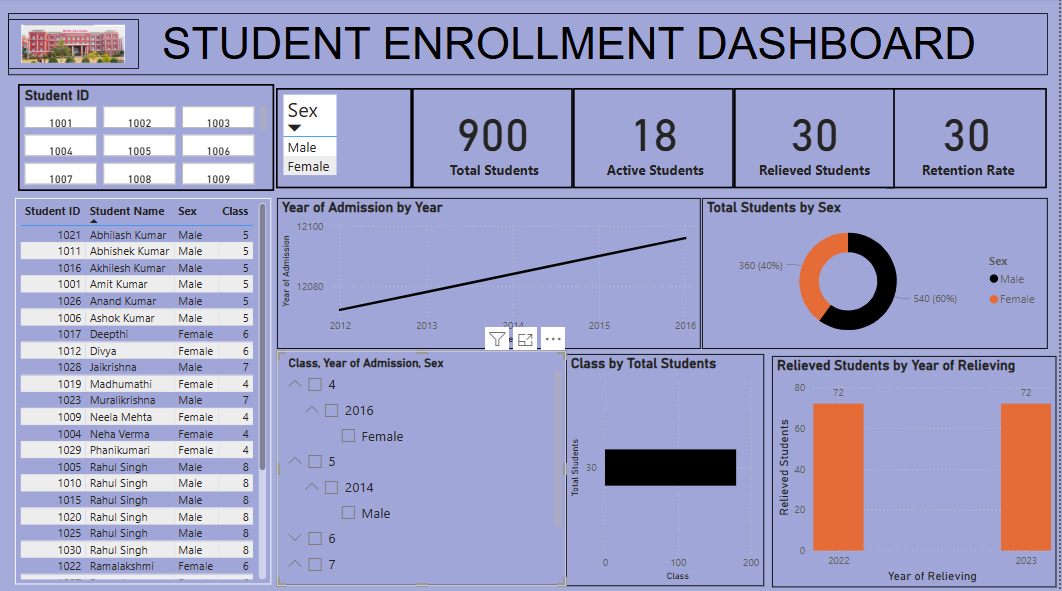 STUDENT ENROLLMENT DASHBOARD
Student ID
1001 1002 1003
1004 1005 1006
1007 1008 1009
Sex
Male
Female
900
Total Students
18
Active Students
30
Relieved Students
30
Retention Rate
Student ID Student Name Sex Class
1021 Abhilash Kumar Male 5
1011 Abhishek Kumar Male 5
1016 Akhilesh Kumar Male 5
1001 Amit Kumar Male 5
1026 Anand Kumar Male 5
1006 Ashok Kumar Male 5
1017 Deepthi Female 6
1012 Divya Female 6
1028 Jaikrishna Male 7
1019 Madhumathi Female 4
1023 Muralikrishna Male 7
1009 Neela Mehta Female 4
1004 Neha Verma Female 4
1029 Phanikumari Female 4
1005 Rahul Singh Male 8
1010 Rahul Singh Male 8
1015 Rahul Singh Male 8
1020 Rahul Singh Male 8
1025 Rahul Singh Male 8
1030 Rahul Singh Male 8
1022 Ramalakshmi Female 6
Year of Admission by Year
Year of Admission
12100
12080
2012 2013 2014 2015 2016
Total Students by Sex
360 (40%)
540 (60%)
Sex
Male
Female
Class, Year of Admission, Sex
4
2016
Female
5
2014
Male
6
7
Class by Total Students
Total Students
30
0 100 200
Class
Relieved Students by Year of Relieving
Relieved Students
80
60
40
20
0
72 72
2022 2023
Year of Relieving